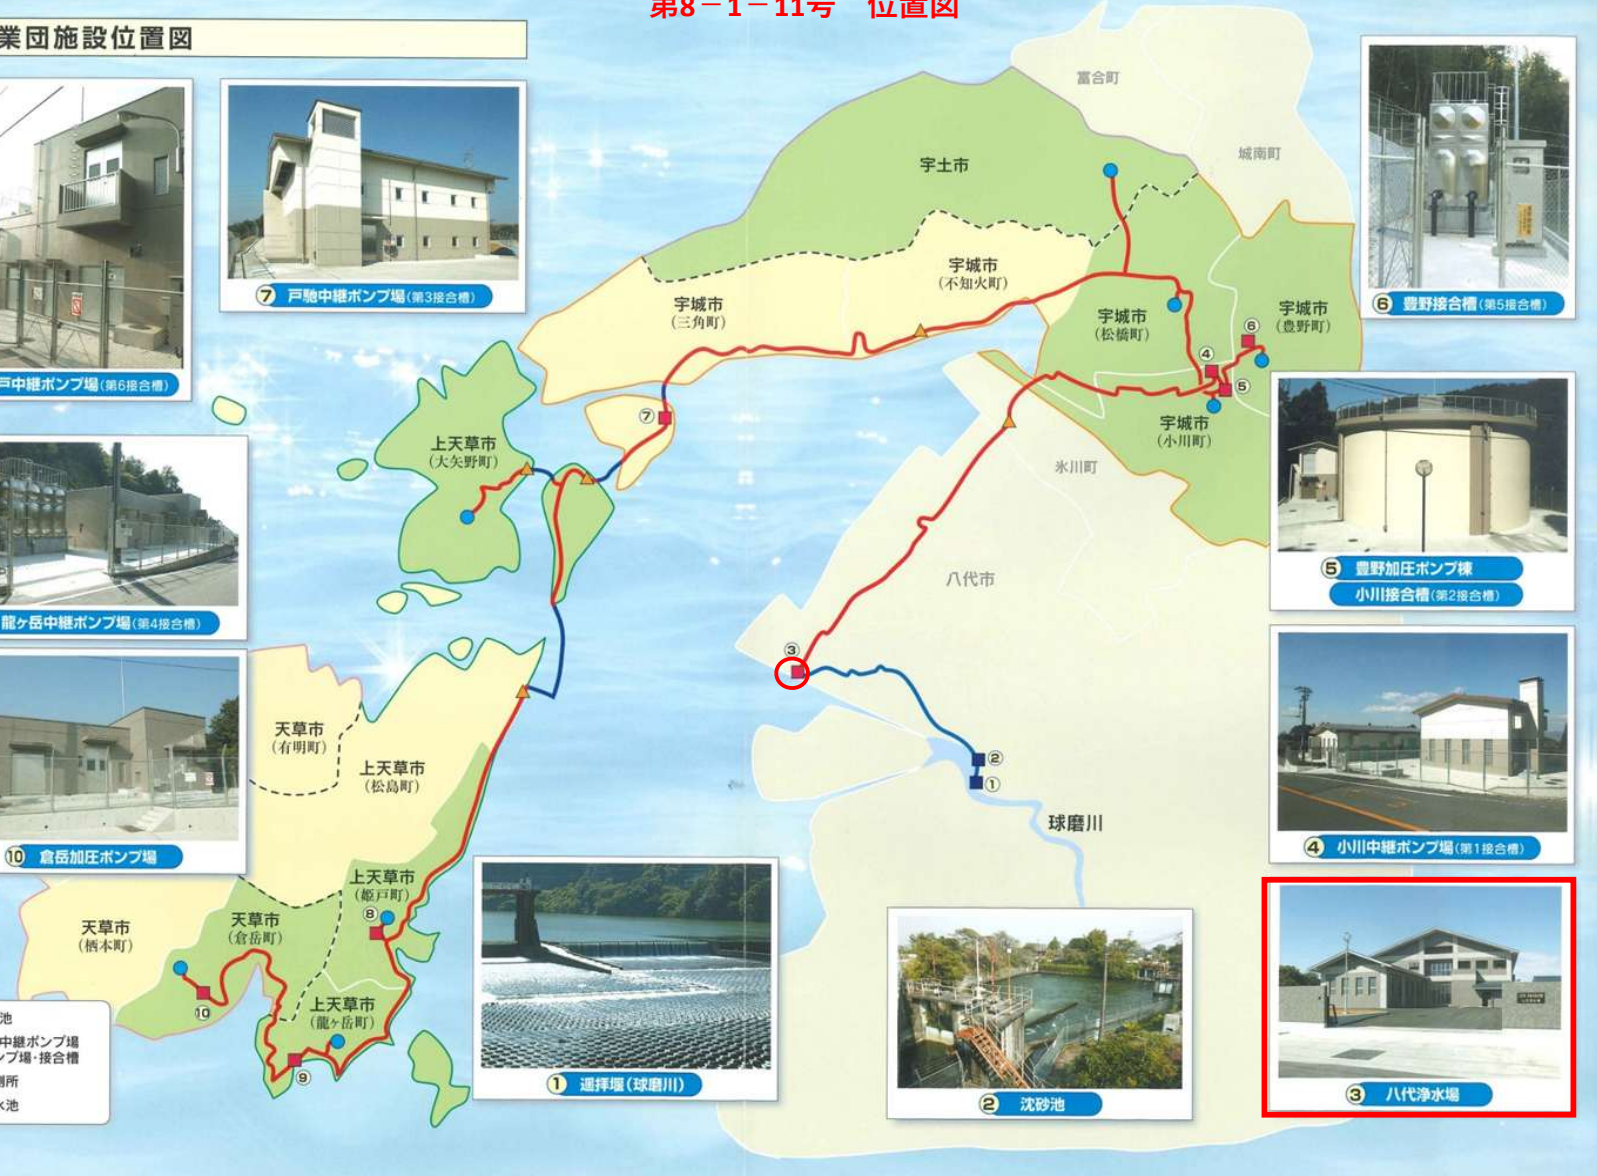 第8－1－11号　位置図
業団施設位置図
富合町
城南町
宇土市
宇城市
(不知火町)
宇城市
(三角町)
宇城市
(松橋町)
宇城市
(豊野町)
⑥
④
⑤
宇城市
(小川町)
⑦
上天草市
(大矢野町)
氷川町
八代市
③
②
①
球磨川
天草市
(有明町)
上天草市
(松島町)
上天草市
(姫戸町)
⑧
天草市
(倉岳町)
天草市
(栖本町)
⑩
上天草市
(龍ヶ岳町)
⑨
⑦ 戸馳中継ポンプ場(第3接合槽)
戸中継ポンプ場(第6接合槽)
龍ヶ岳中継ポンプ場(第4接合槽)
⑩ 倉岳加圧ポンプ場
⑥ 豊野接合槽(第5接合槽)
⑤ 豊野加圧ポンプ棟
小川接合槽(第2接合槽)
④ 小川中継ポンプ場(第1接合槽)
③ 八代浄水場
① 遥拝堰(球磨川)
② 沈砂池
池
中継ポンプ場
ンプ場・接合槽
測所
水池